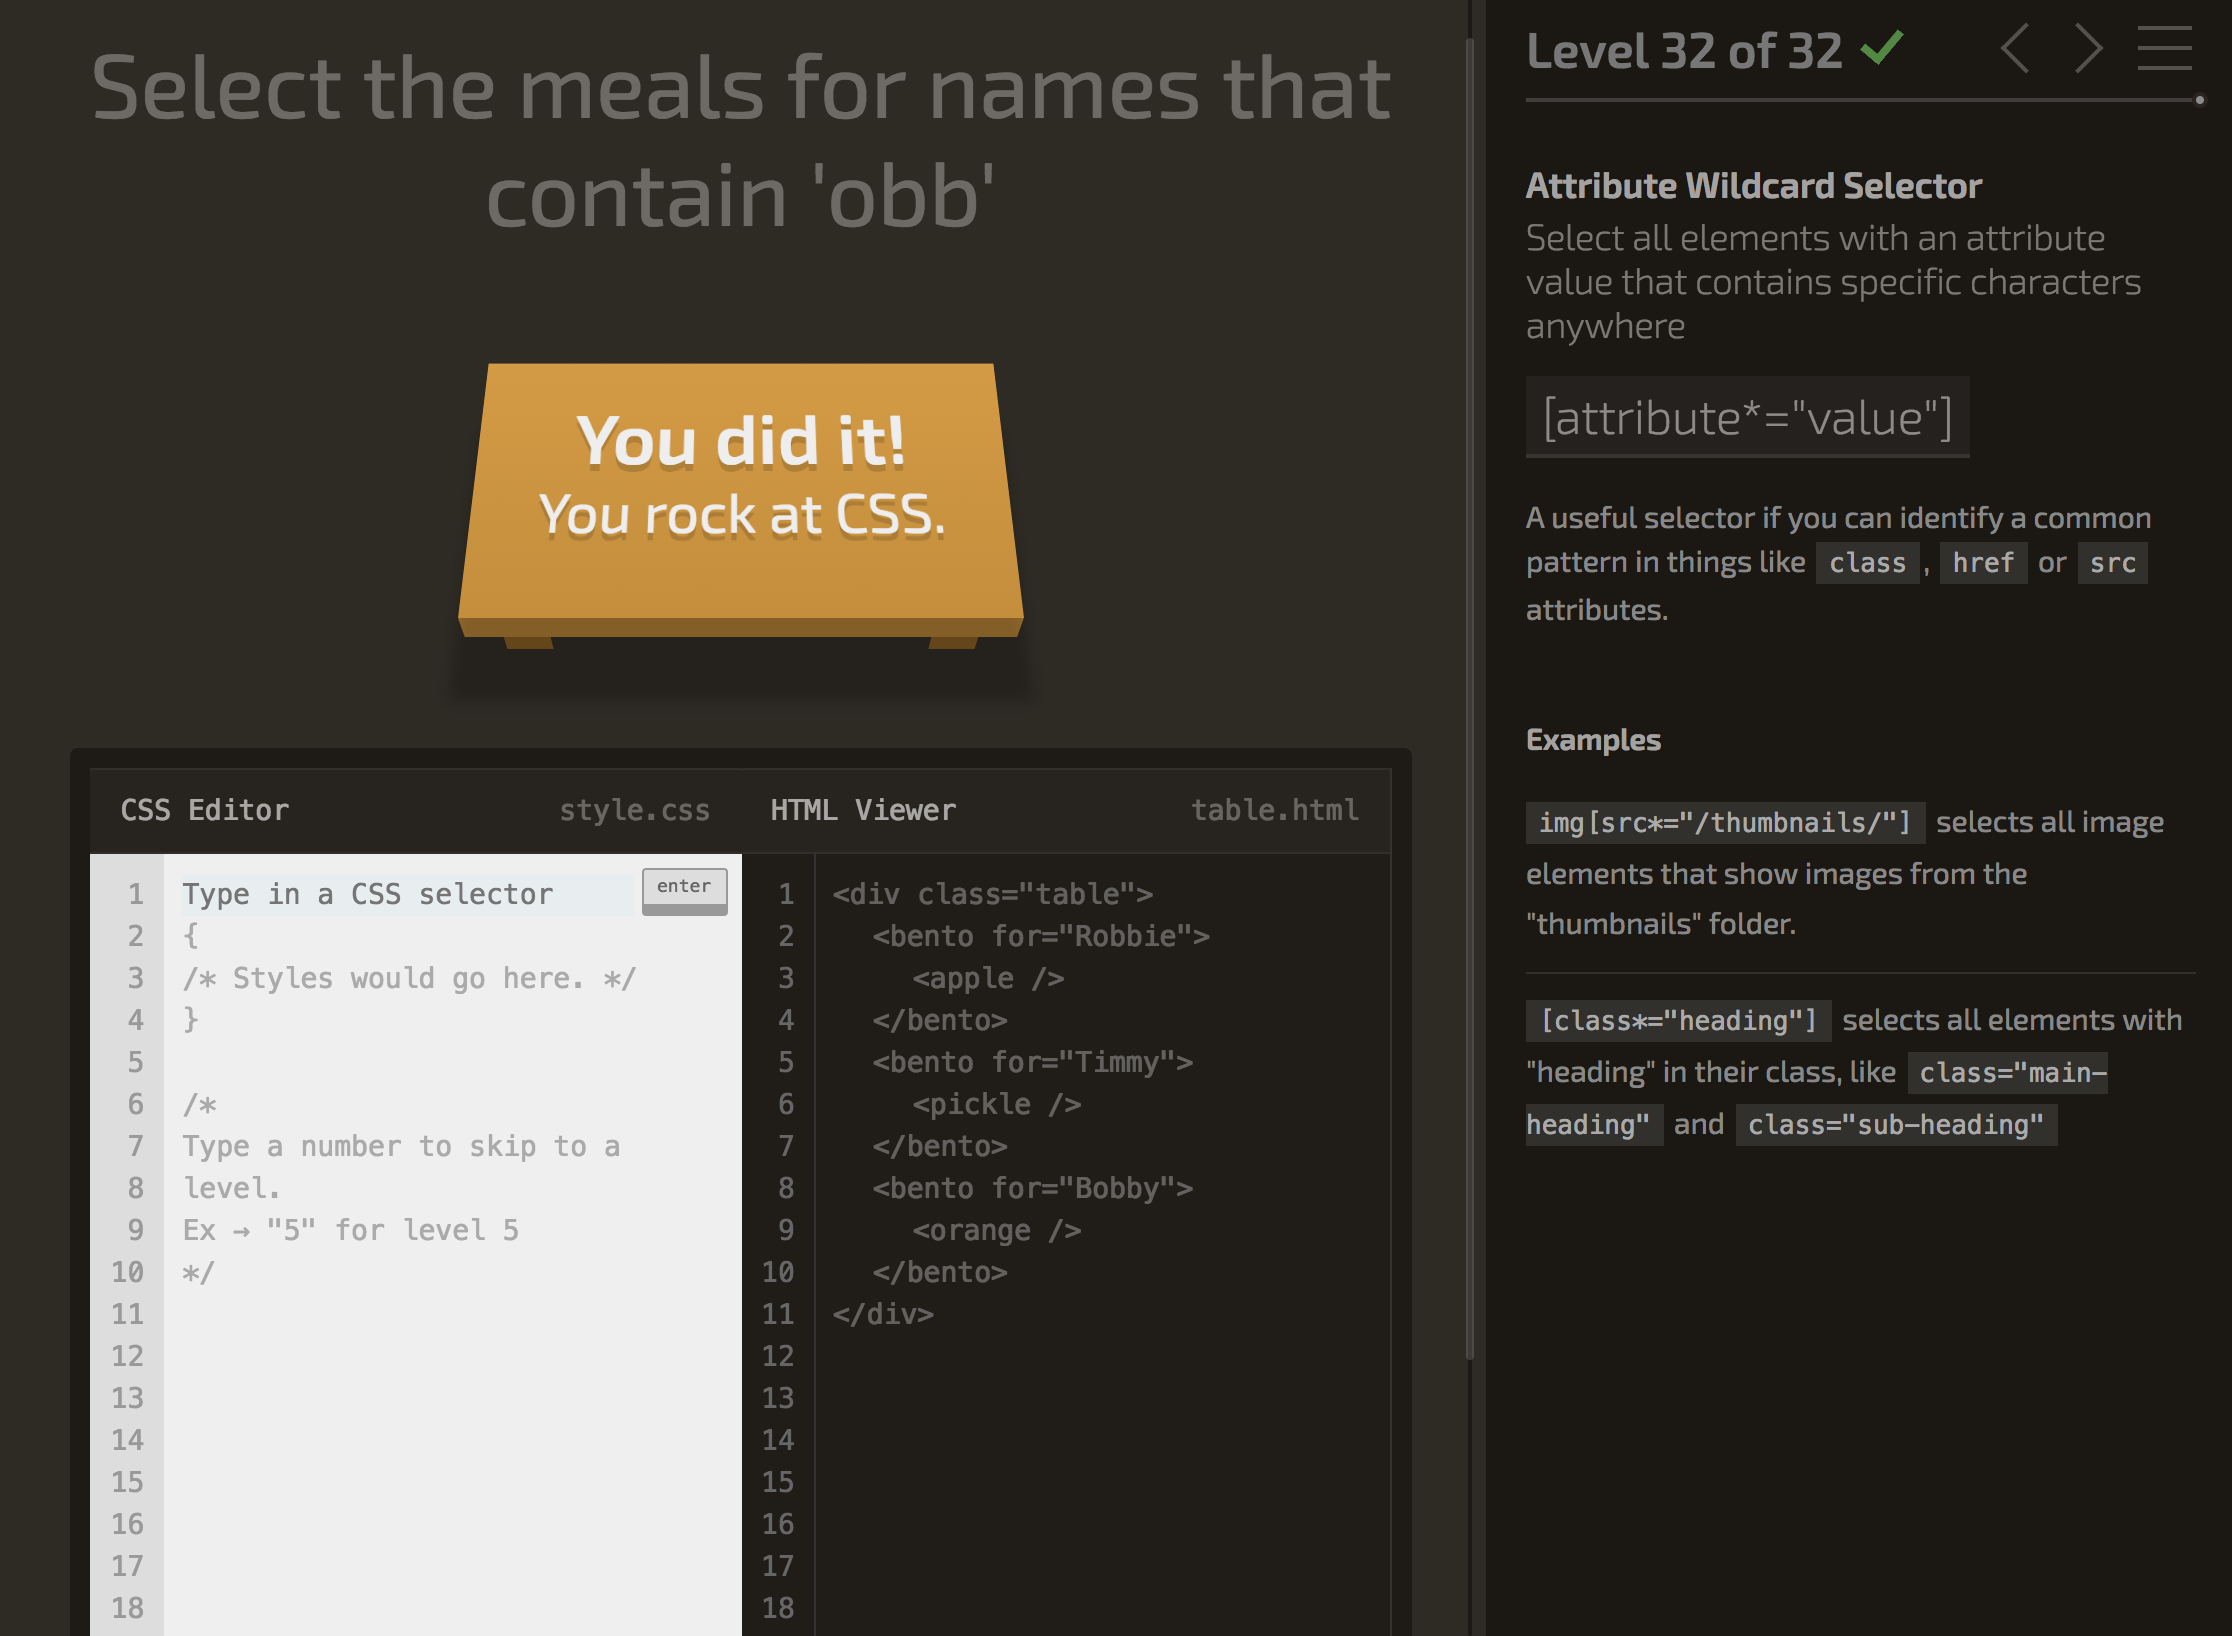 Select the meals for names that
contain 'obb'
You did it!
You rock at CSS.
CSS Editor style.css
1 Type in a CSS selector enter
2 {
3 /* Styles would go here. */
4 }
5
6 /*
7 Type a number to skip to a
8 level.
9 Ex → "5" for level 5
10 */
11
12
13
14
15
16
17
18
HTML Viewer table.html
1 <div class="table">
2 <bento for="Robbie">
3 <apple />
4 </bento>
5 <bento for="Timmy">
6 <pickle />
7 </bento>
8 <bento for="Bobby">
9 <orange />
10 </bento>
11 </div>
12
13
14
15
16
17
18
Level 32 of 32
Attribute Wildcard Selector
Select all elements with an attribute
value that contains specific characters
anywhere
[attribute*="value"]
A useful selector if you can identify a common
pattern in things like class , href or src
attributes.
Examples
img[src*="/thumbnails/"] selects all image
elements that show images from the
"thumbnails" folder.
[class*="heading"] selects all elements with
"heading" in their class, like class="main-
heading" and class="sub-heading"